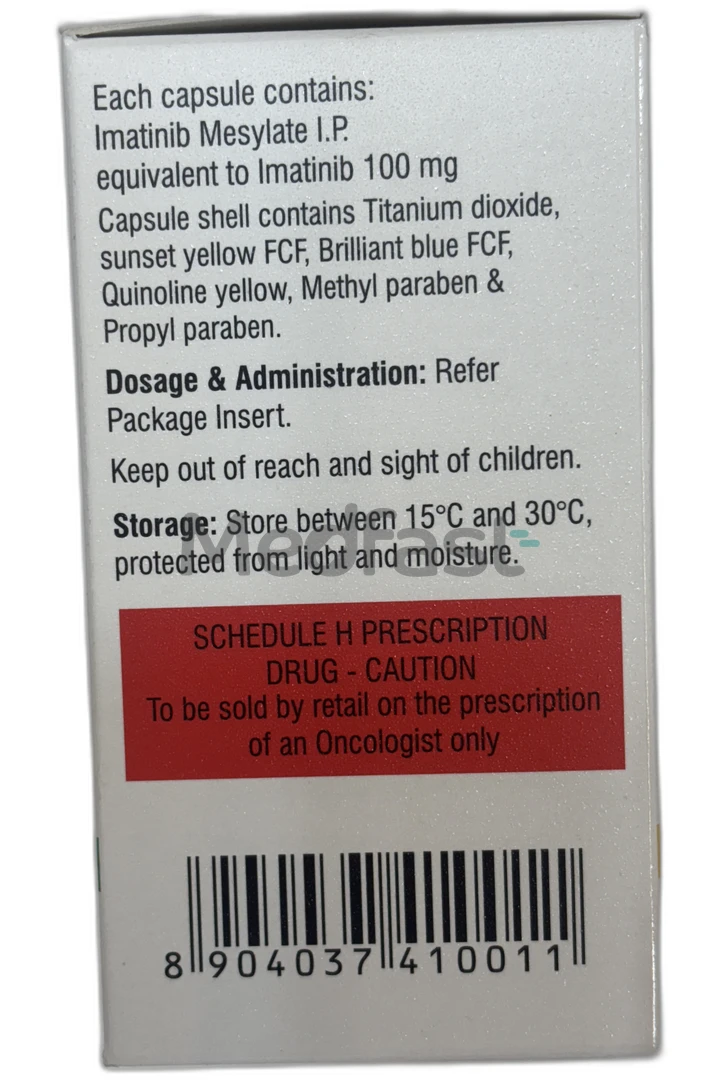 Each capsule contains:
Imatinib Mesylate I.P.
equivalent to Imatinib 100 mg
Capsule shell contains Titanium dioxide,
sunset yellow FCF, Brilliant blue FCF,
Quinoline yellow, Methyl paraben &
Propyl paraben.
Dosage & Administration: Refer
Package Insert.
Keep out of reach and sight of children.
Storage: Store between 15°C and 30°C,
protected from light and moisture.
Medfast
SCHEDULE H PRESCRIPTION
DRUG - CAUTION
To be sold by retail on the prescription
of an Oncologist only
8 904037 410011